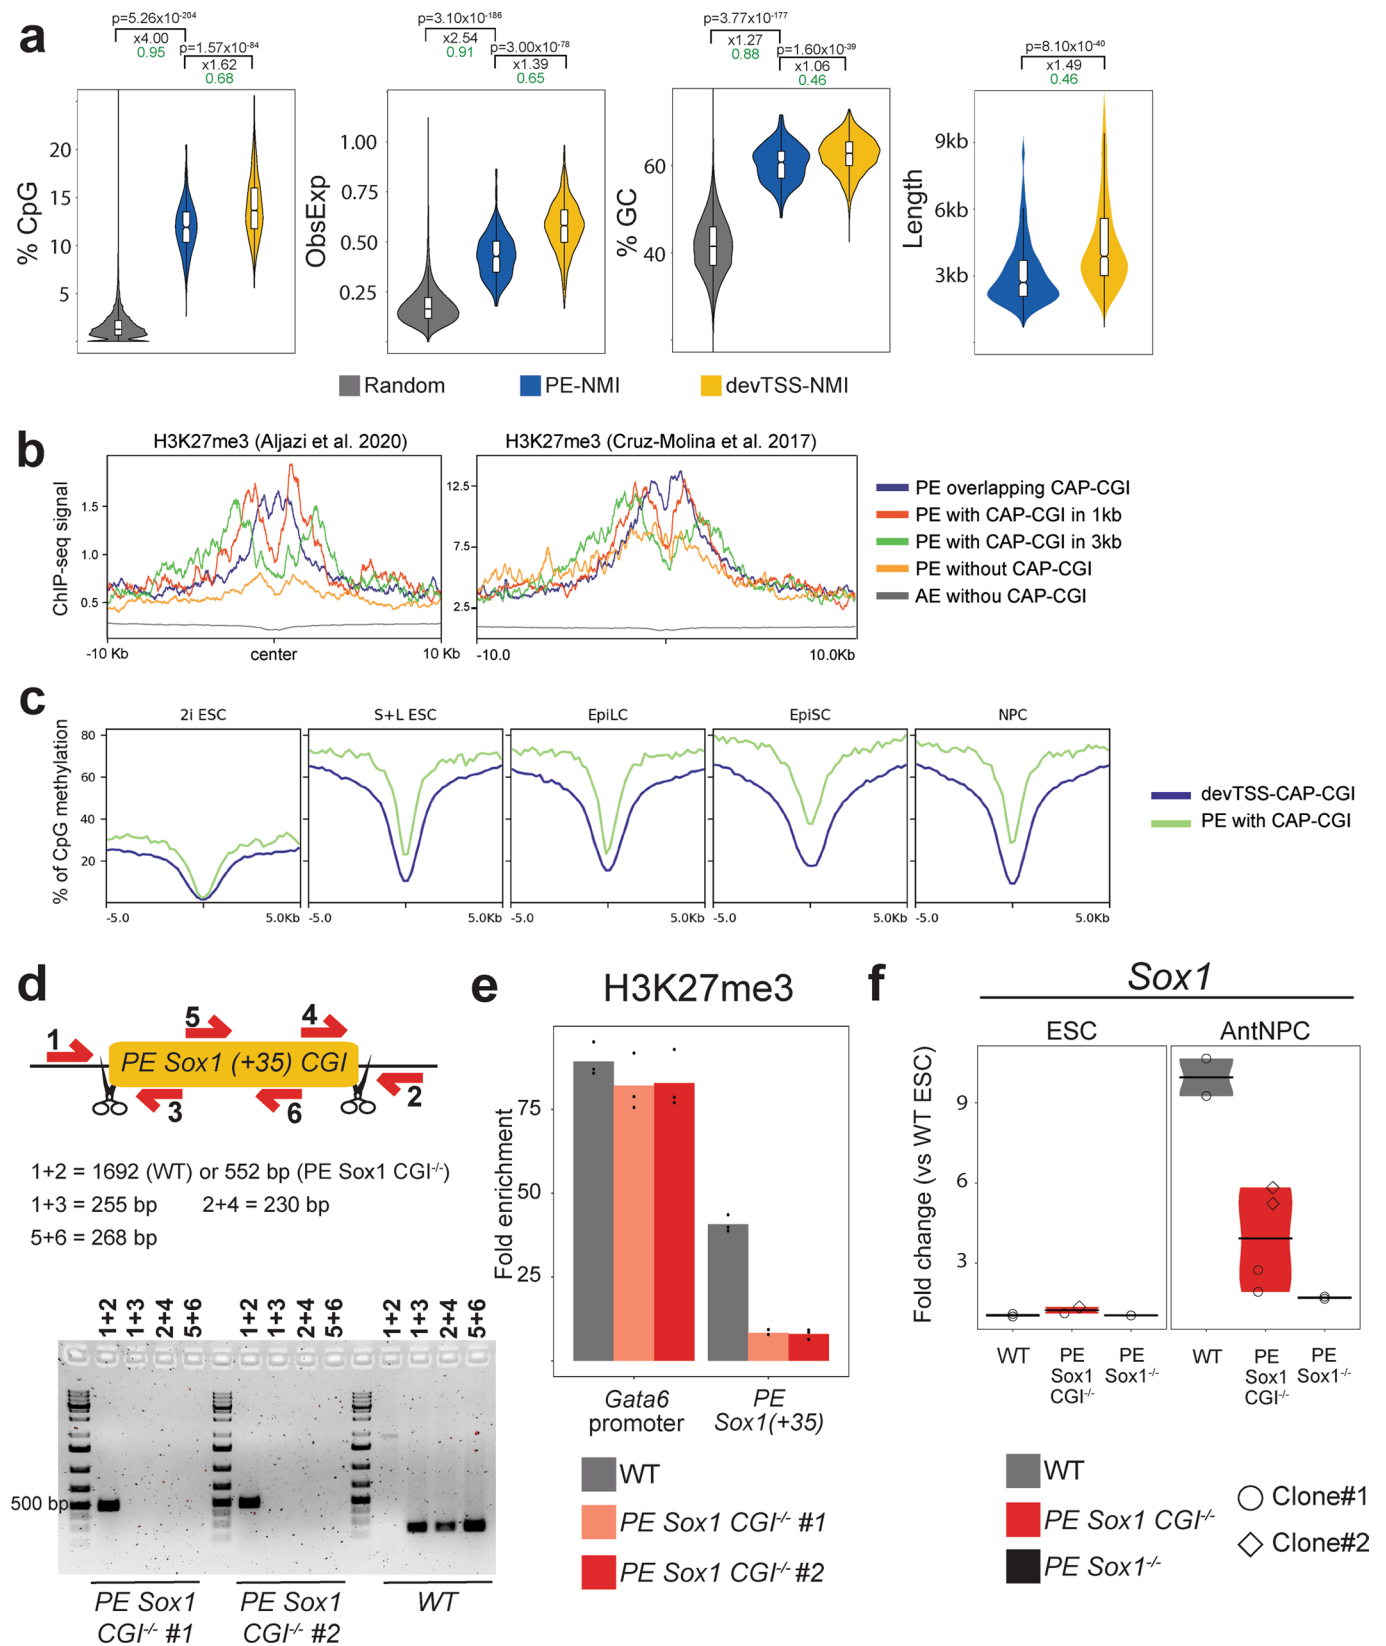 a
p=5.26x10-204
x4.00
0.95
p=1.57x10-84
x1.62
0.68
p=3.10x10-186
x2.54
0.91
p=3.00x10-78
x1.39
0.65
p=3.77x10-177
x1.27
0.88
p=1.60x10-39
x1.06
0.46
p=8.10x10-40
x1.49
0.46
% CpG
20
15
10
5
ObsExp
1.00
0.75
0.50
0.25
% GC
60
40
Length
9kb
6kb
3kb
Random
PE-NMI
devTSS-NMI
b
H3K27me3 (Aljazi et al. 2020)
H3K27me3 (Cruz-Molina et al. 2017)
ChIP-seq signal
1.5
1.0
0.5
-10 Kb
center
10 Kb
12.5
7.5
2.5
-10.0
10.0Kb
PE overlapping CAP-CGI
PE with CAP-CGI in 1kb
PE with CAP-CGI in 3kb
PE without CAP-CGI
AE withou CAP-CGI
c
2i ESC
S+L ESC
EpiLC
EpiSC
NPC
% of CpG methylation
80
60
40
20
-5.0
5.0Kb
-5.0
5.0Kb
-5.0
5.0Kb
-5.0
5.0Kb
-5.0
5.0Kb
devTSS-CAP-CGI
PE with CAP-CGI
d
1
5
4
PE Sox1 (+35) CGI
3
6
2
1+2 = 1692 (WT) or 552 bp (PE Sox1 CGI-/-)
1+3 = 255 bp
2+4 = 230 bp
5+6 = 268 bp
1+2
1+3
2+4
5+6
1+2
1+3
2+4
5+6
1+2
1+3
2+4
5+6
500 bp
PE Sox1
CGI-/- #1
PE Sox1
CGI-/- #2
WT
e
H3K27me3
Fold enrichment
75
50
25
Gata6
promoter
PE
Sox1(+35)
WT
PE Sox1 CGI-/- #1
PE Sox1 CGI-/- #2
f
Sox1
ESC
AntNPC
Fold change (vs WT ESC)
9
6
3
WT
PE
Sox1
CGI-/-
PE
Sox1-/-
WT
PE
Sox1
CGI-/-
PE
Sox1-/-
WT
PE Sox1 CGI-/-
PE Sox1-/-
Clone#1
Clone#2